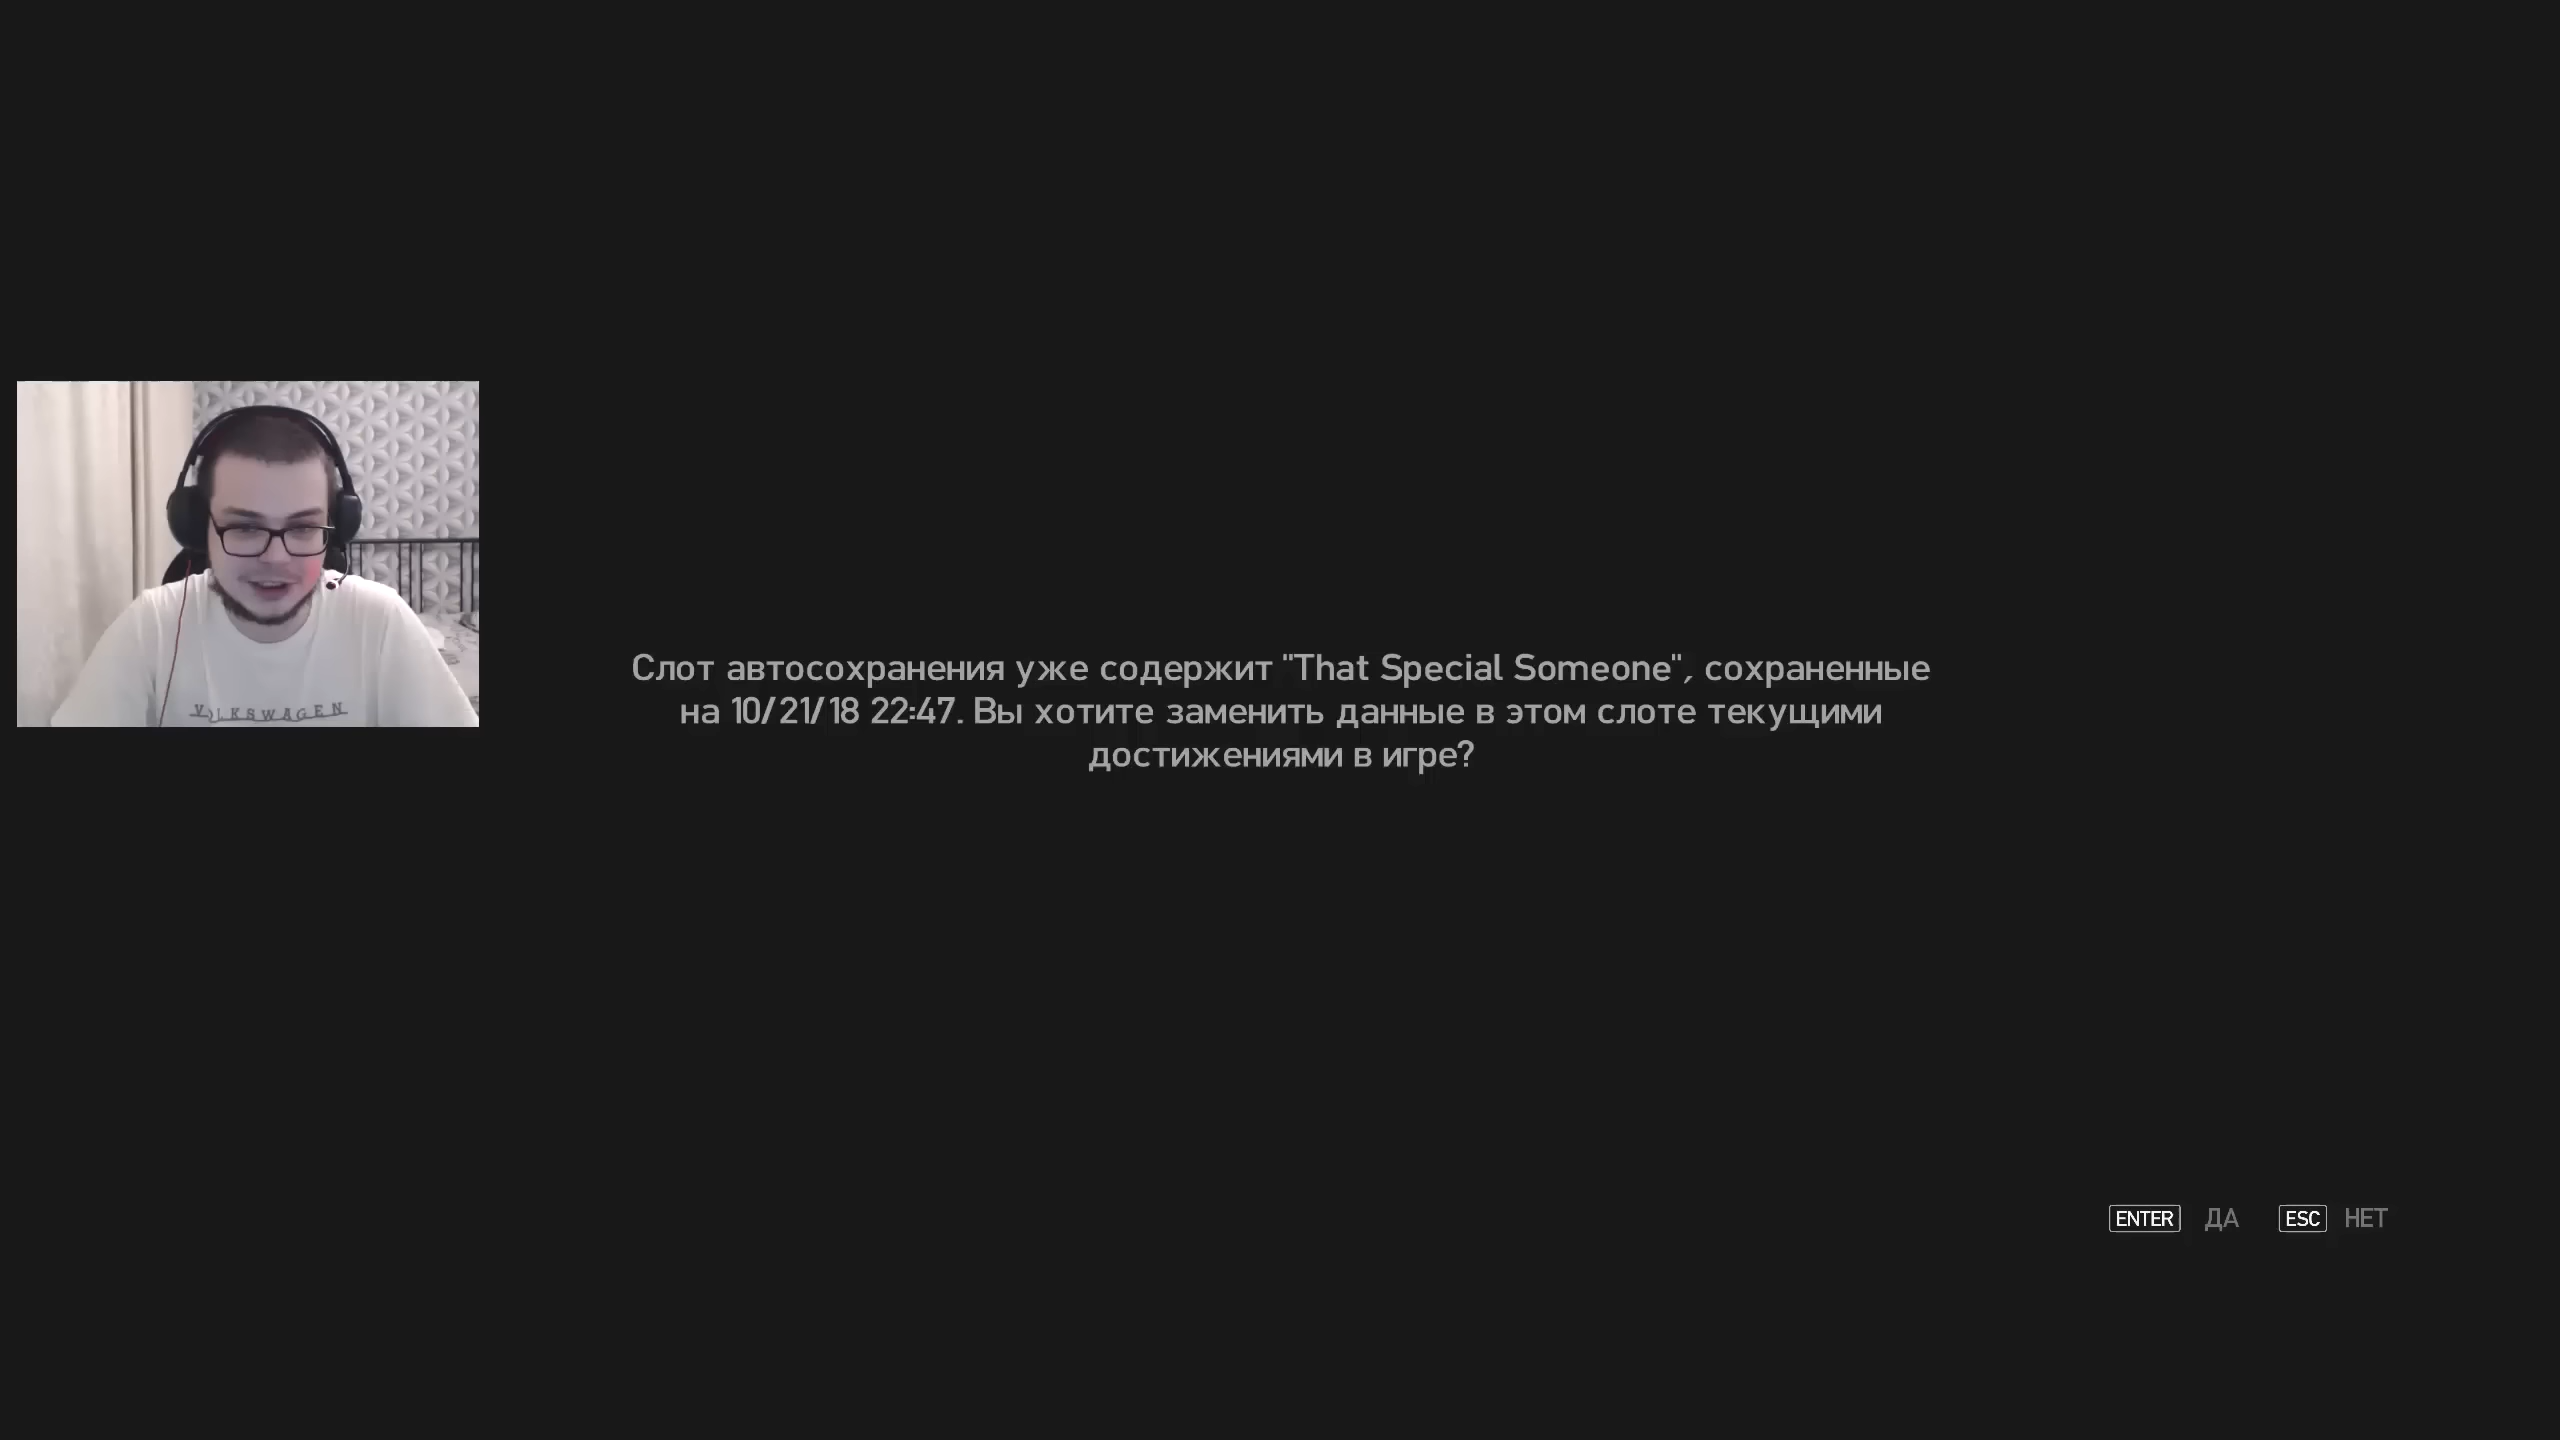 VOLKSWAGEN
Слот автосохранения уже содержит "That Special Someone", сохраненные
на 10/21/18 22:47. Вы хотите заменить данные в этом слоте текущими
достижениями в игре?
ENTER ДА ESC НЕТ